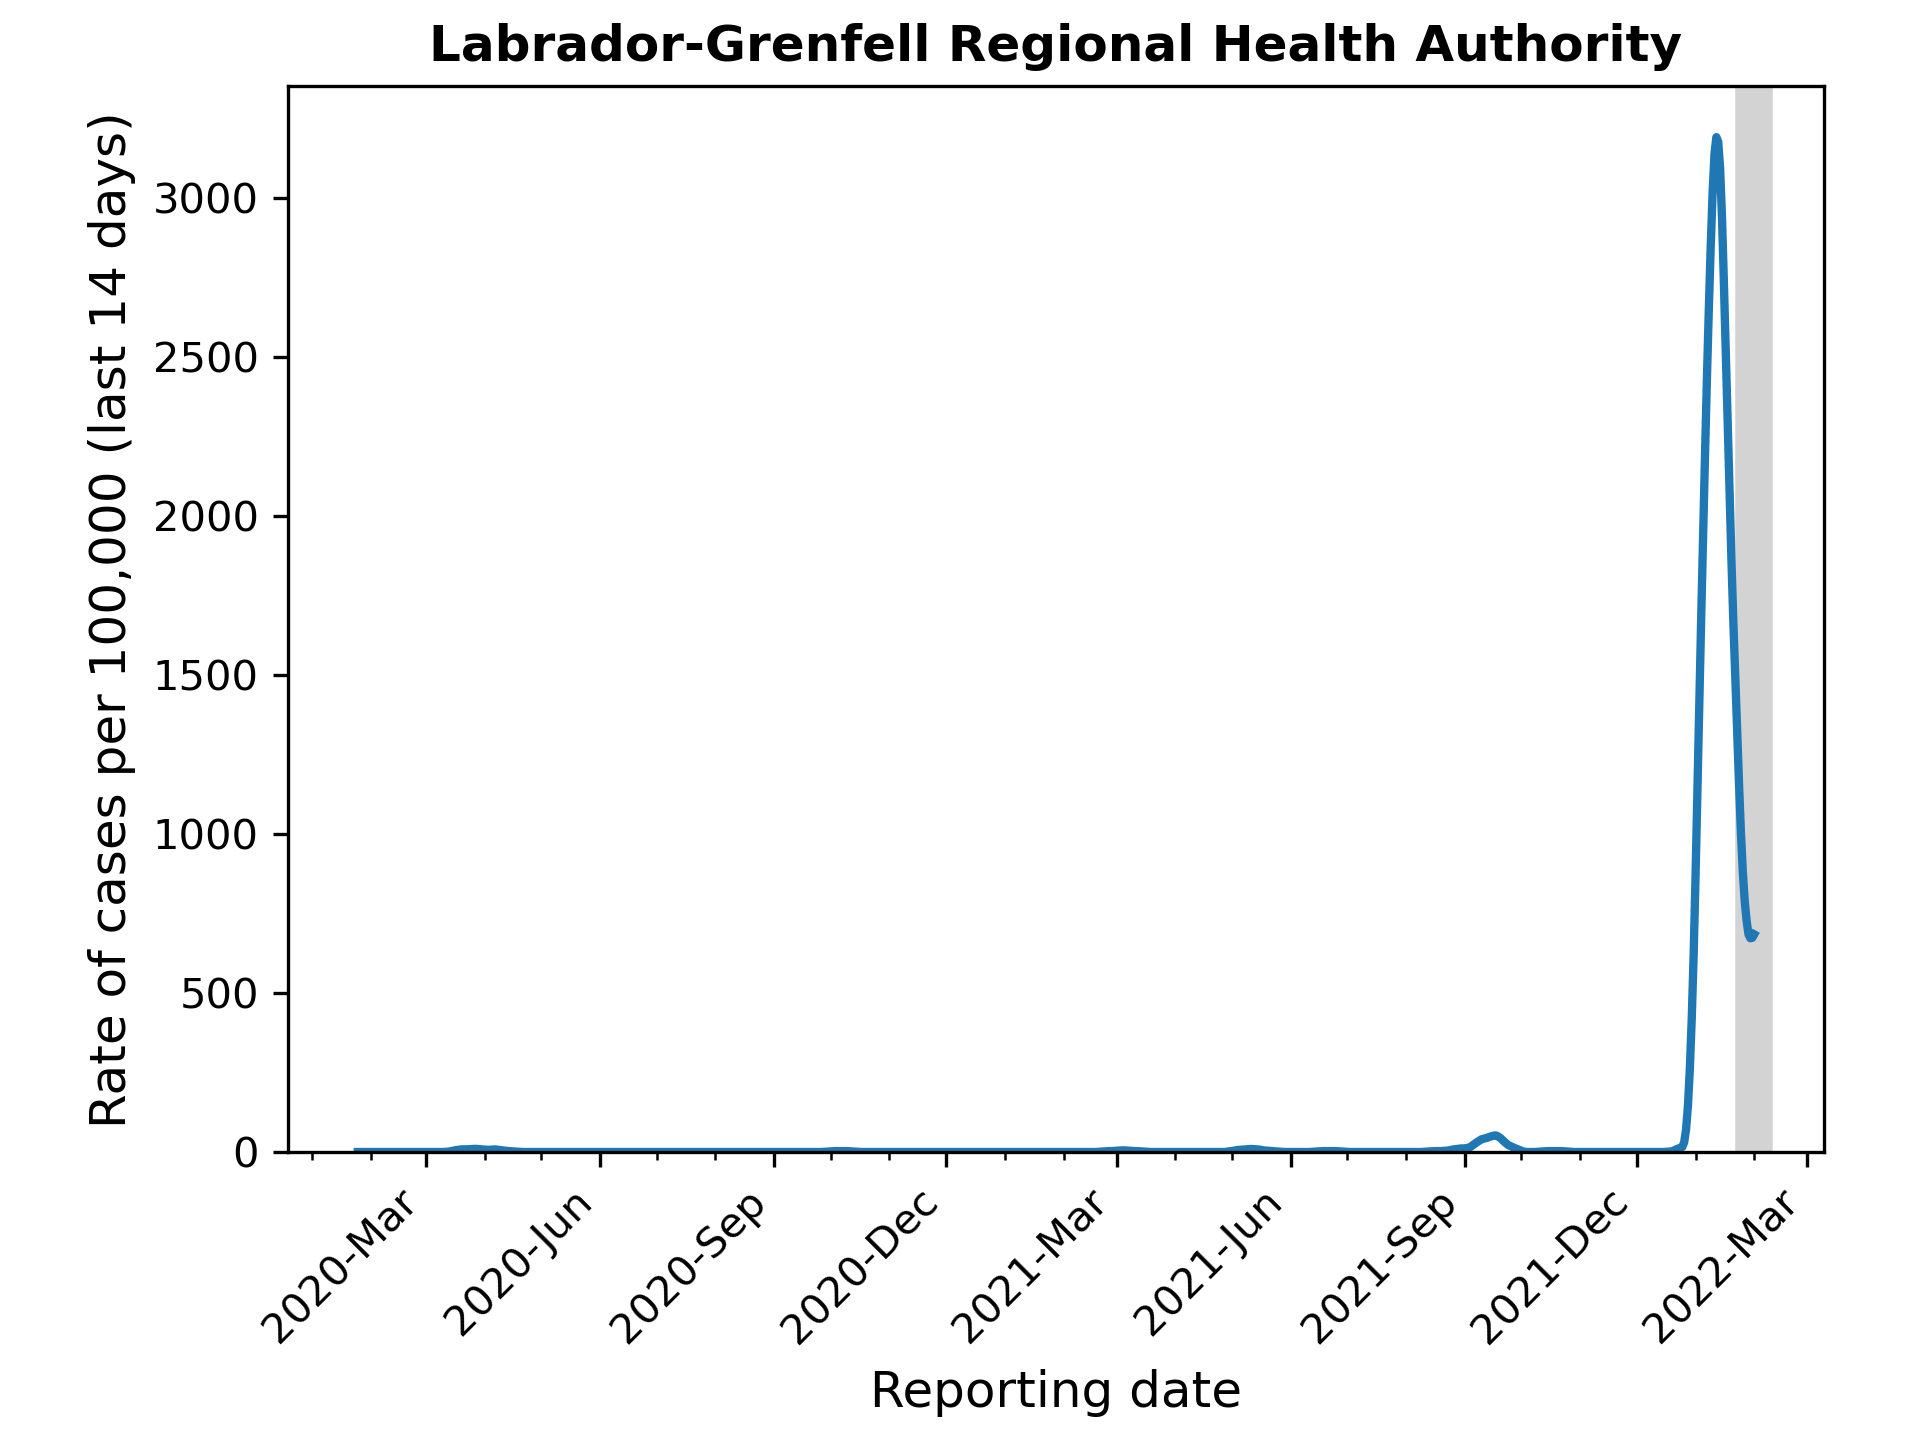 Labrador-Grenfell Regional Health Authority
Rate of cases per 100,000 (last 14 days)
3000
2500
2000
1500
1000
500
0
2020-Mar
2020-Jun
2020-Sep
2020-Dec
2021-Mar
2021-Jun
2021-Sep
2021-Dec
2022-Mar
Reporting date